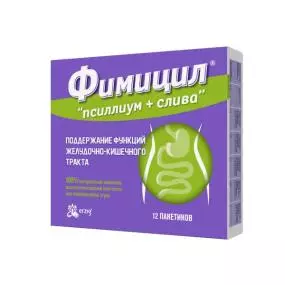 Фимицил®
"псиллиум + слива"
ПОДДЕРЖАНИЕ ФУНКЦИЙ
ЖЕЛУДОЧНО-КИШЕЧНОГО
ТРАКТА
12 ПАКЕТИКОВ